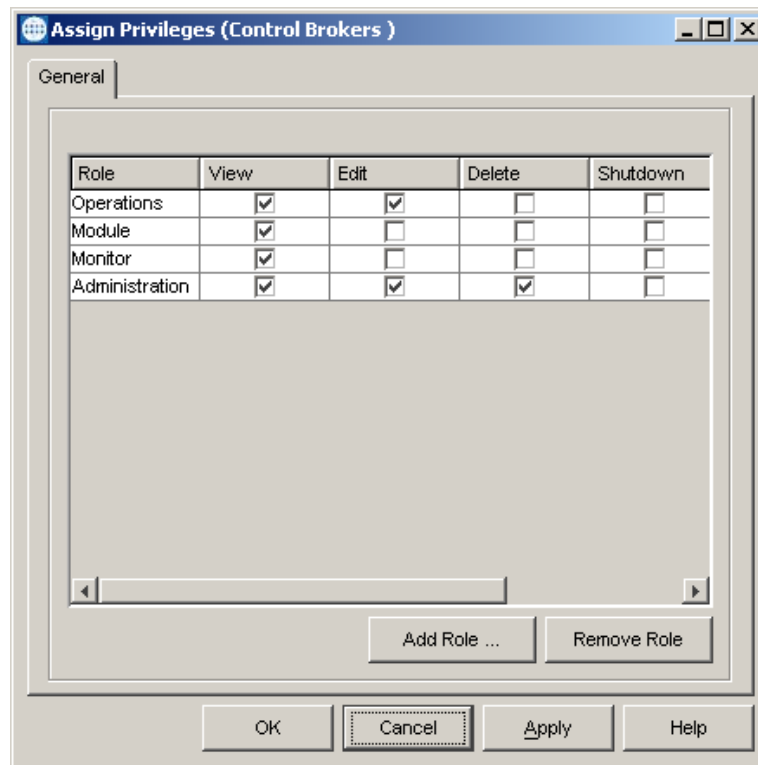 Assign Privileges (Control Brokers )
General
Role View Edit Delete Shutdown
Operations
Module
Monitor
Administration
Add Role ... Remove Role
OK Cancel Apply Help